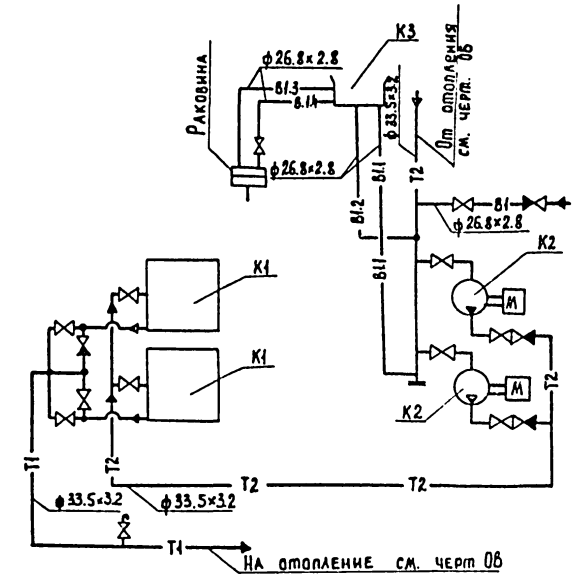 К3
ф26.8×2.8
В1.3
В.1.4
Раковина
ф33.5×3.2
От отопления
см. черт. ОВ
ф26.8×2.8
В1.1
В1.2
Т2
В1
ф26.8×2.8
В1.1
К2
М
К1
К1
М
К2
Т2
Т2
Т1
Т2
Т2
ф33.5×3.2
ф33.5×3.2
Т1
На отопление см. черт ОВ